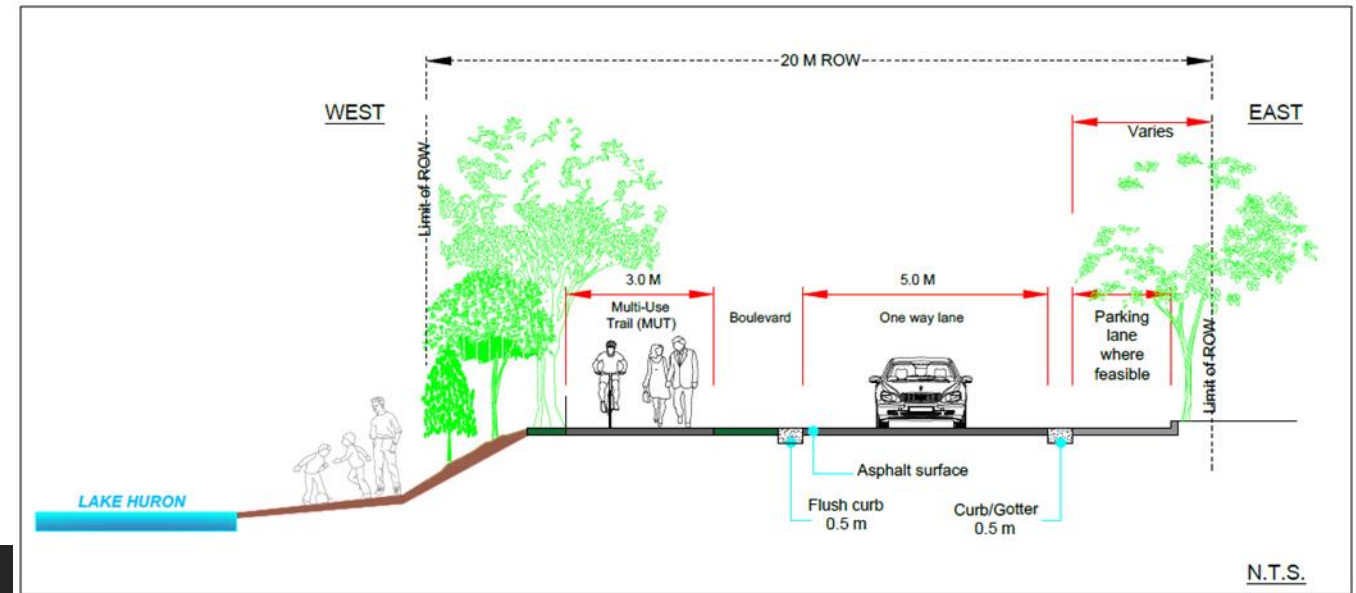 20 M ROW
WEST
EAST
Varies
Limit of ROW
3.0 M
5.0 M
Multi-Use
Trail (MUT)
Boulevard
One way lane
Parking
lane
where
feasible
Limit of ROW
Asphalt surface
LAKE HURON
Flush curb
0.5 m
Curb/Gotter
0.5 m
N.T.S.